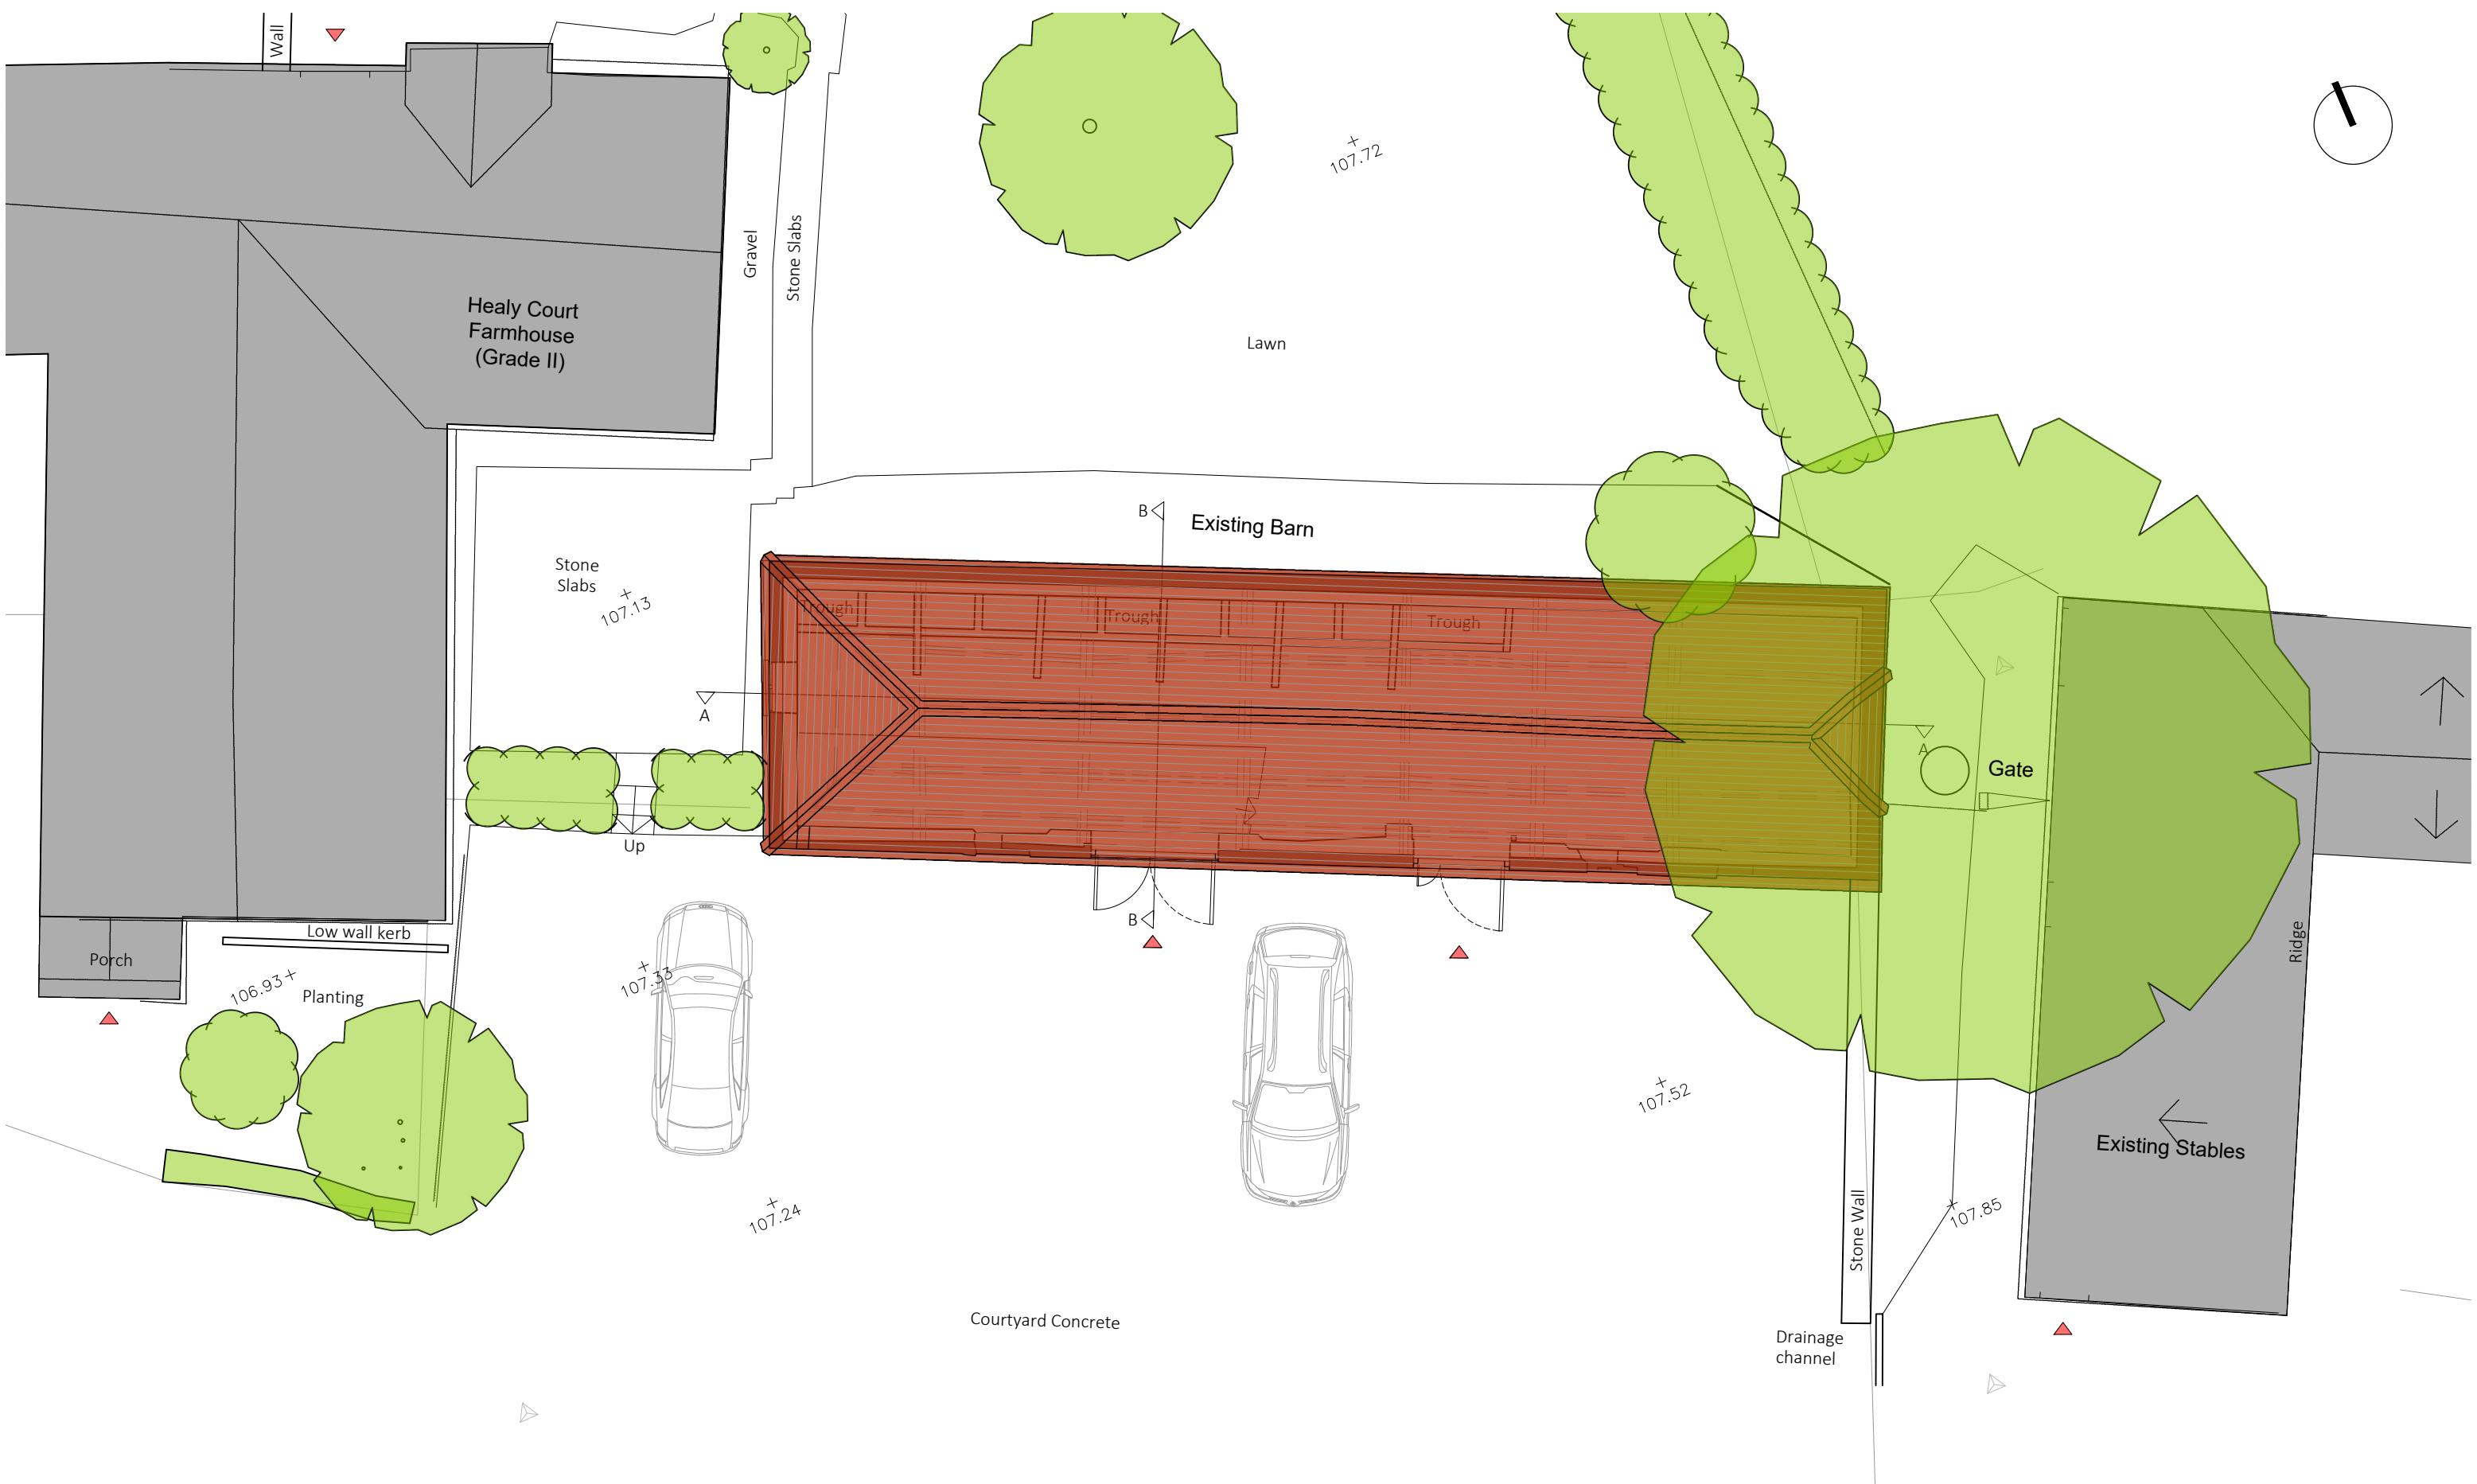 Wall
107.72
Gravel
Stone Slabs
Healy Court
Farmhouse
(Grade II)
Lawn
B
Existing Barn
Stone
Slabs
107.13
Trough
Trough
Trough
A
A
Gate
Up
B
Low wall kerb
Porch
106.93
Planting
107.33
Ridge
107.52
Existing Stables
107.24
107.85
Stone Wall
Courtyard Concrete
Drainage
channel